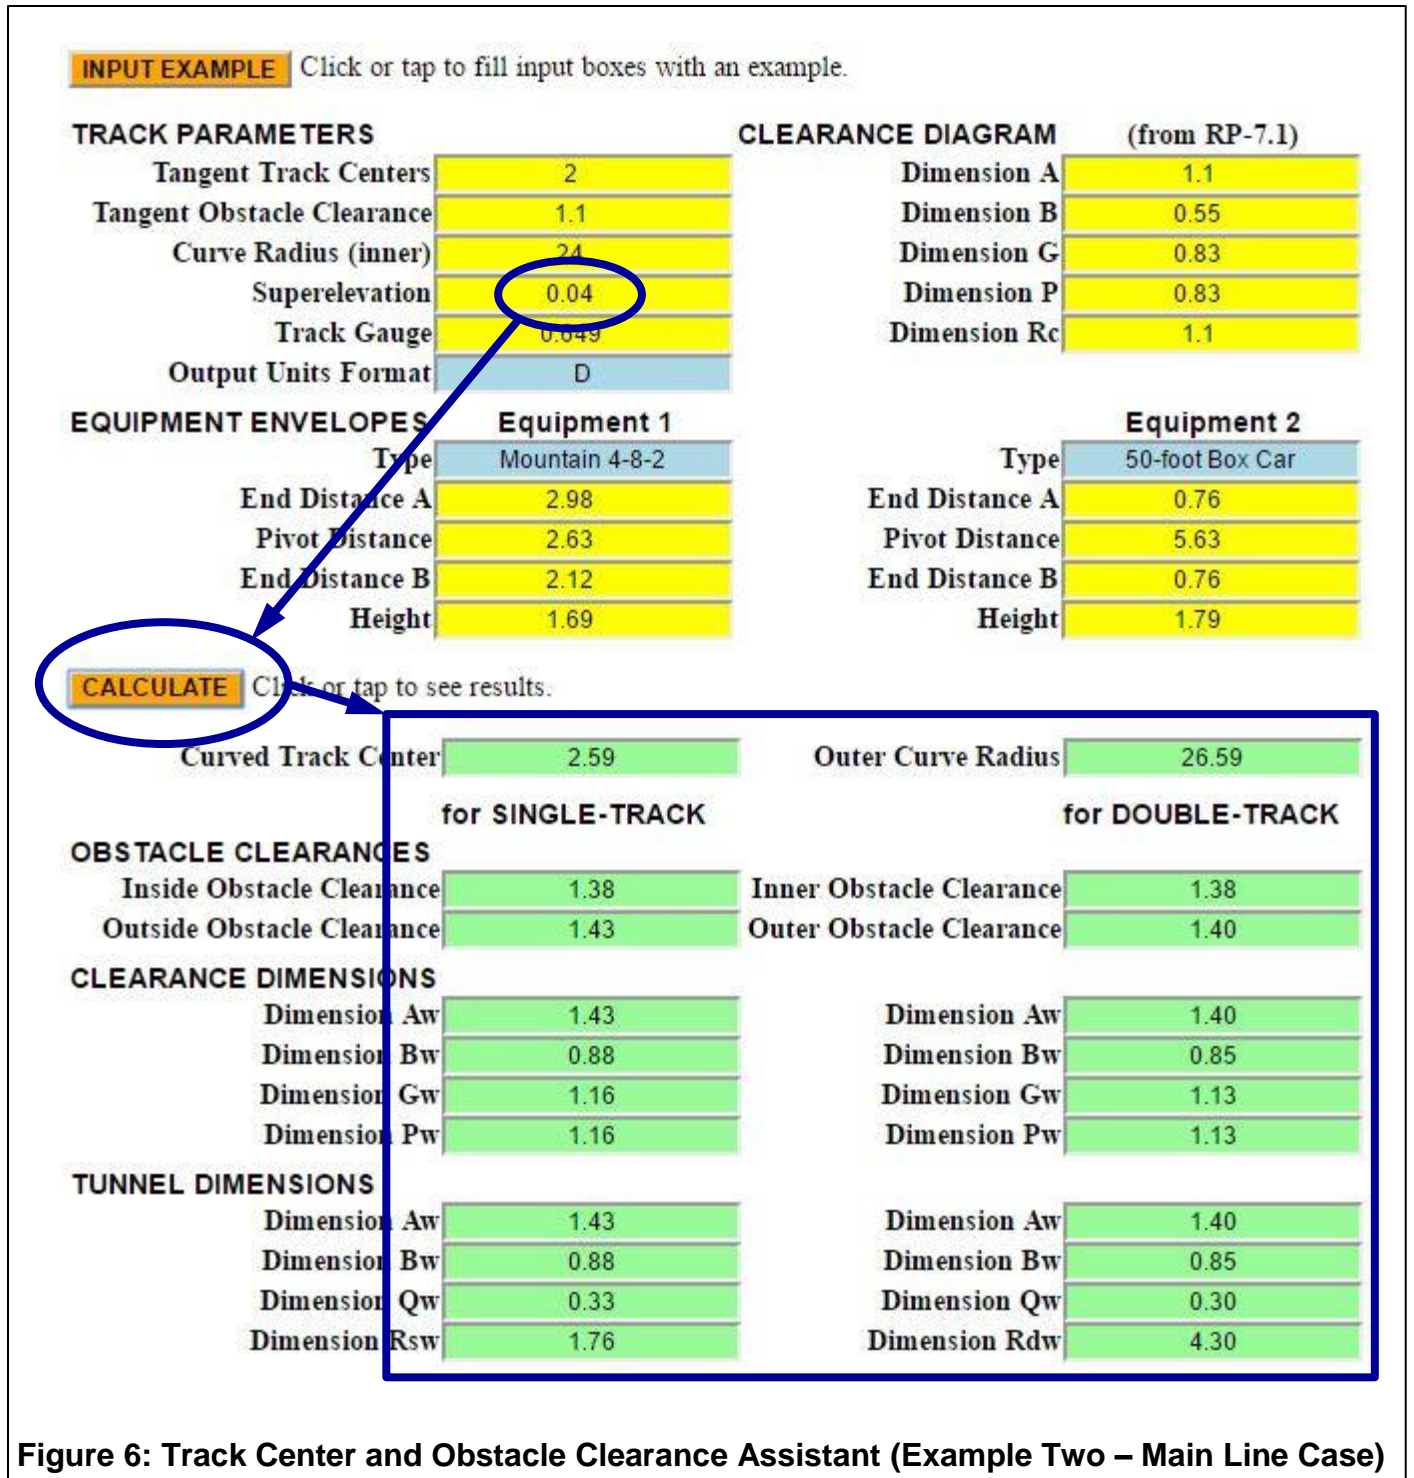 INPUT EXAMPLE Click or tap to fill input boxes with an example.
TRACK PARAMETERS CLEARANCE DIAGRAM (from RP-7.1)
Tangent Track Centers 2 Dimension A 1.1
Tangent Obstacle Clearance 1.1 Dimension B 0.55
Curve Radius (inner) 24 Dimension G 0.83
Superelevation 0.04 Dimension P 0.83
Track Gauge 0.649 Dimension Rc 1.1
Output Units Format D
EQUIPMENT ENVELOPES Equipment 1 Equipment 2
Type Mountain 4-8-2 Type 50-foot Box Car
End Distance A 2.98 End Distance A 0.76
Pivot Distance 2.63 Pivot Distance 5.63
End Distance B 2.12 End Distance B 0.76
Height 1.69 Height 1.79
CALCULATE Click or tap to see results.
Curved Track Center 2.59 Outer Curve Radius 26.59
for SINGLE-TRACK for DOUBLE-TRACK
OBSTACLE CLEARANCES
Inside Obstacle Clearance 1.38 Inner Obstacle Clearance 1.38
Outside Obstacle Clearance 1.43 Outer Obstacle Clearance 1.40
CLEARANCE DIMENSIONS
Dimension Aw 1.43 Dimension Aw 1.40
Dimension Bw 0.88 Dimension Bw 0.85
Dimension Gw 1.16 Dimension Gw 1.13
Dimension Pw 1.16 Dimension Pw 1.13
TUNNEL DIMENSIONS
Dimension Aw 1.43 Dimension Aw 1.40
Dimension Bw 0.88 Dimension Bw 0.85
Dimension Qw 0.33 Dimension Qw 0.30
Dimension Rsw 1.76 Dimension Rdw 4.30
Figure 6: Track Center and Obstacle Clearance Assistant (Example Two – Main Line Case)